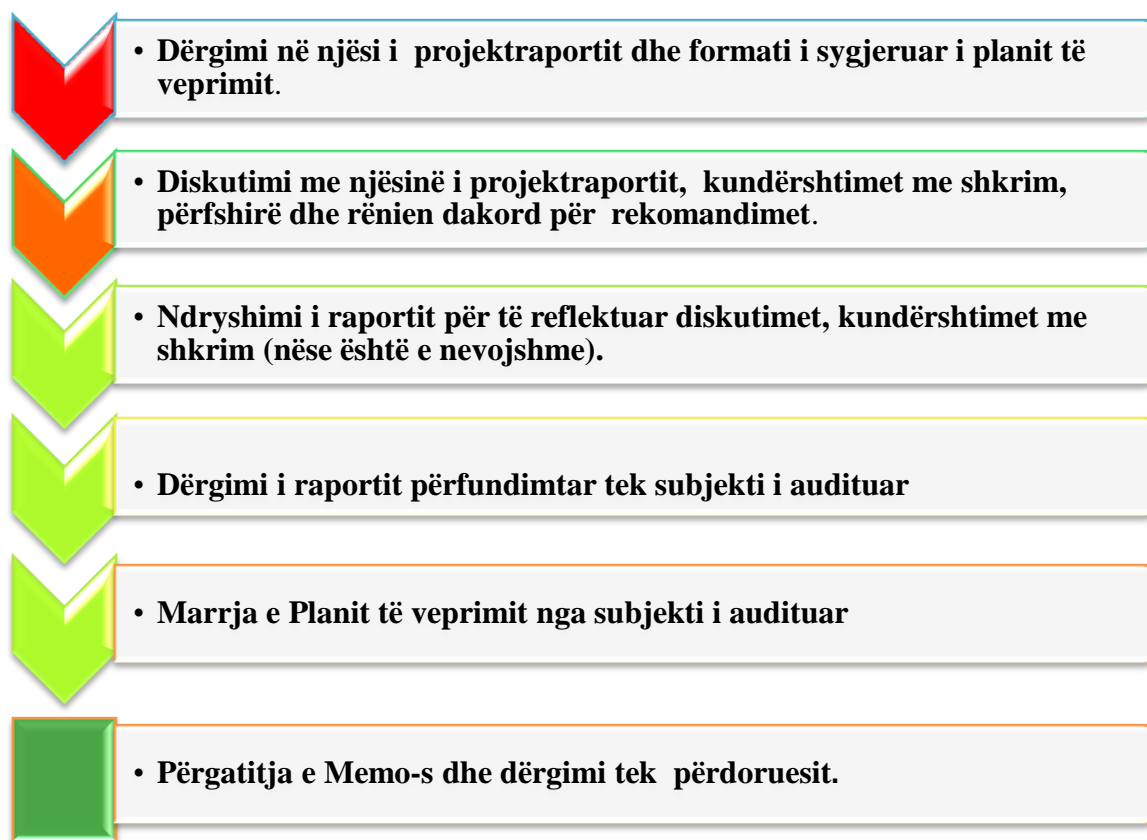 • Dërgimi në njësi i projektraportit dhe formati i sygjeruar i planit të
veprimit.
• Diskutimi me njësinë i projektraportit, kundërshtimet me shkrim,
përfshirë dhe rënien dakord për rekomandimet.
• Ndryshimi i raportit për të reflektuar diskutimet, kundërshtimet me
shkrim (nëse është e nevojshme).
• Dërgimi i raportit përfundimtar tek subjekti i audituar
• Marrja e Planit të veprimit nga subjekti i audituar
• Përgatitja e Memo-s dhe dërgimi tek përdoruesit.